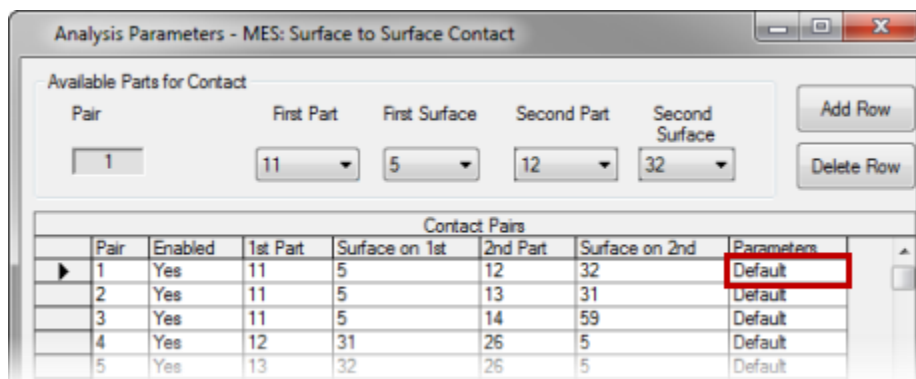 Analysis Parameters - MES: Surface to Surface Contact
Available Parts for Contact
Pair First Part First Surface Second Part Second Surface
1 11 5 12 32
Add Row
Delete Row
Contact Pairs
Pair Enabled 1st Part Surface on 1st 2nd Part Surface on 2nd Parameters
1 Yes 11 5 12 32 Default
2 Yes 11 5 13 31 Default
3 Yes 11 5 14 59 Default
4 Yes 12 31 26 5 Default
5 Yes 13 32 26 5 Default